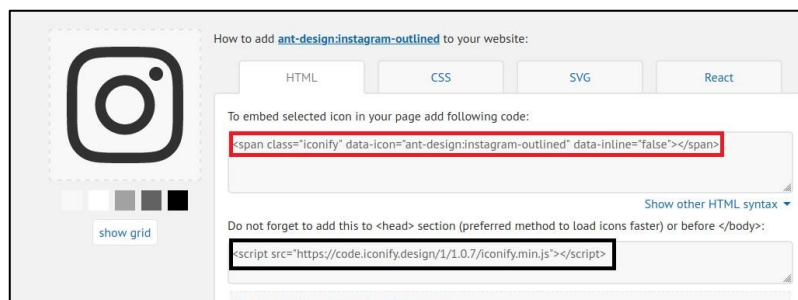 How to add ant-design:instagram-outlined to your website:
HTML CSS SVG React
To embed selected icon in your page add following code:
<span class="iconify" data-icon="ant-design:instagram-outlined" data-inline="false"></span>
Show other HTML syntax
show grid
Do not forget to add this to <head> section (preferred method to load icons faster) or before </body>:
<script src="https://code.iconify.design/1/1.0.7/iconify.min.js"></script>